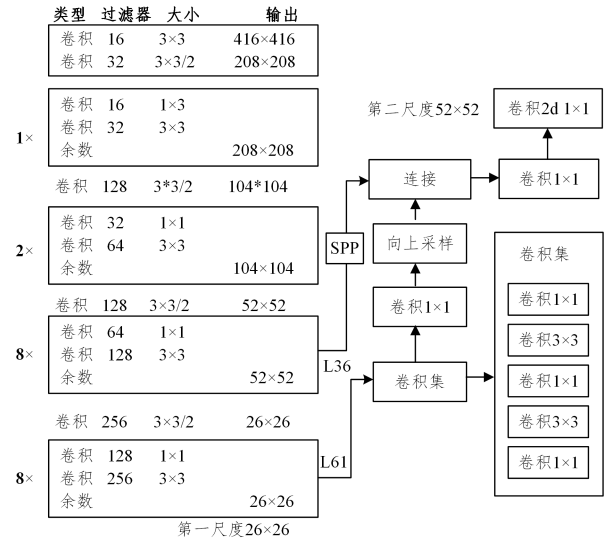 类型 过滤器 大小 输出
卷积 16 3×3 416×416
卷积 32 3×3/2 208×208
1×
卷积 16 1×3
卷积 32 3×3
余数 208×208
卷积 128 3*3/2 104*104
2×
卷积 32 1×1
卷积 64 3×3
余数 104×104
卷积 128 3×3/2 52×52
8×
卷积 64 1×1
卷积 128 3×3
余数 52×52
卷积 256 3×3/2 26×26
8×
卷积 128 1×1
卷积 256 3×3
余数 26×26
第一尺度26×26
L36
L61
SPP
第二尺度52×52
卷积2d 1×1
连接
卷积1×1
向上采样
卷积1×1
卷积集
卷积集
卷积1×1
卷积3×3
卷积1×1
卷积3×3
卷积1×1